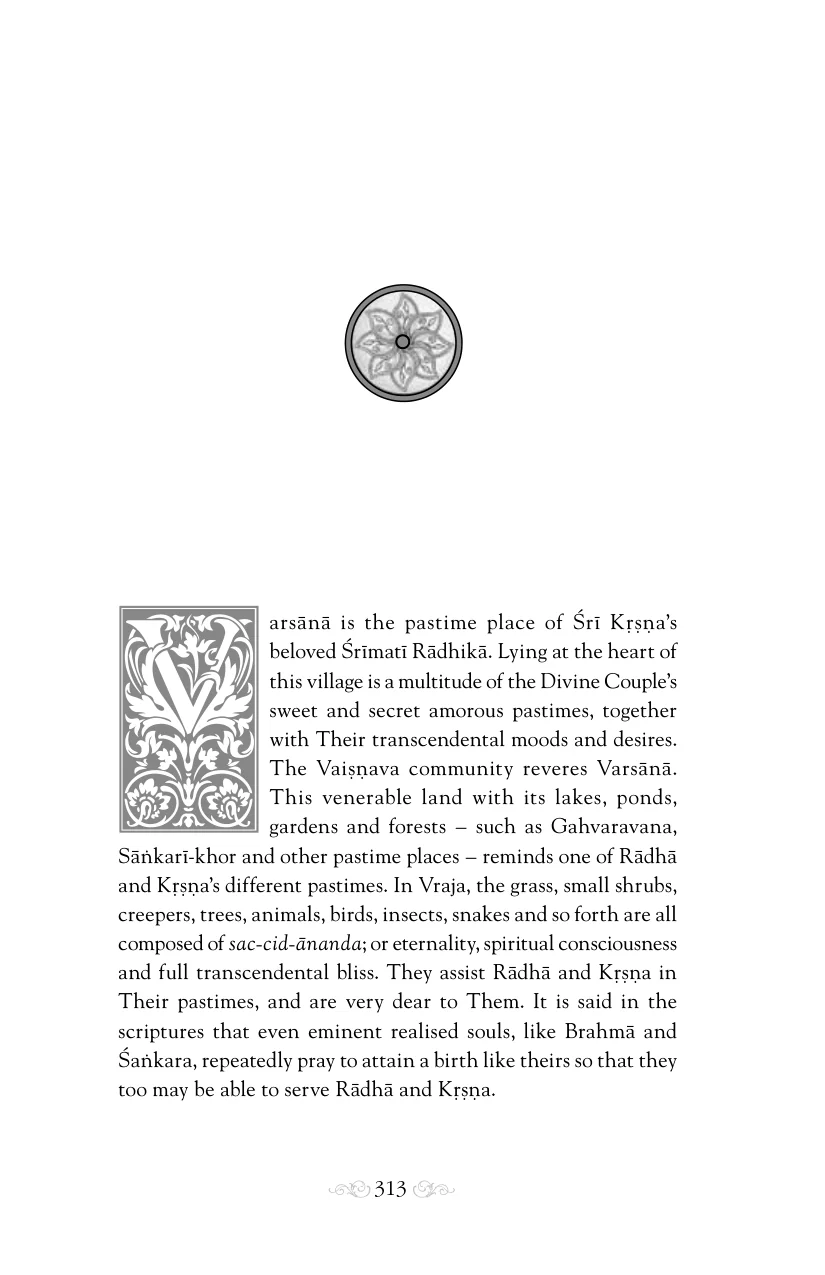 Varsānā is the pastime place of Śrī Kṛṣṇa’s
beloved Śrīmatī Rādhikā. Lying at the heart of
this village is a multitude of the Divine Couple’s
sweet and secret amorous pastimes, together
with Their transcendental moods and desires.
The Vaiṣṇava community reveres Varsānā.
This venerable land with its lakes, ponds,
gardens and forests – such as Gahvaravana,
Sāṅkarī-khor and other pastime places – reminds one of Rādhā
and Kṛṣṇa’s different pastimes. In Vraja, the grass, small shrubs,
creepers, trees, animals, birds, insects, snakes and so forth are all
composed of sac-cid-ānanda; or eternality, spiritual consciousness
and full transcendental bliss. They assist Rādhā and Kṛṣṇa in
Their pastimes, and are very dear to Them. It is said in the
scriptures that even eminent realised souls, like Brahmā and
Śaṅkara, repeatedly pray to attain a birth like theirs so that they
too may be able to serve Rādhā and Kṛṣṇa.
313